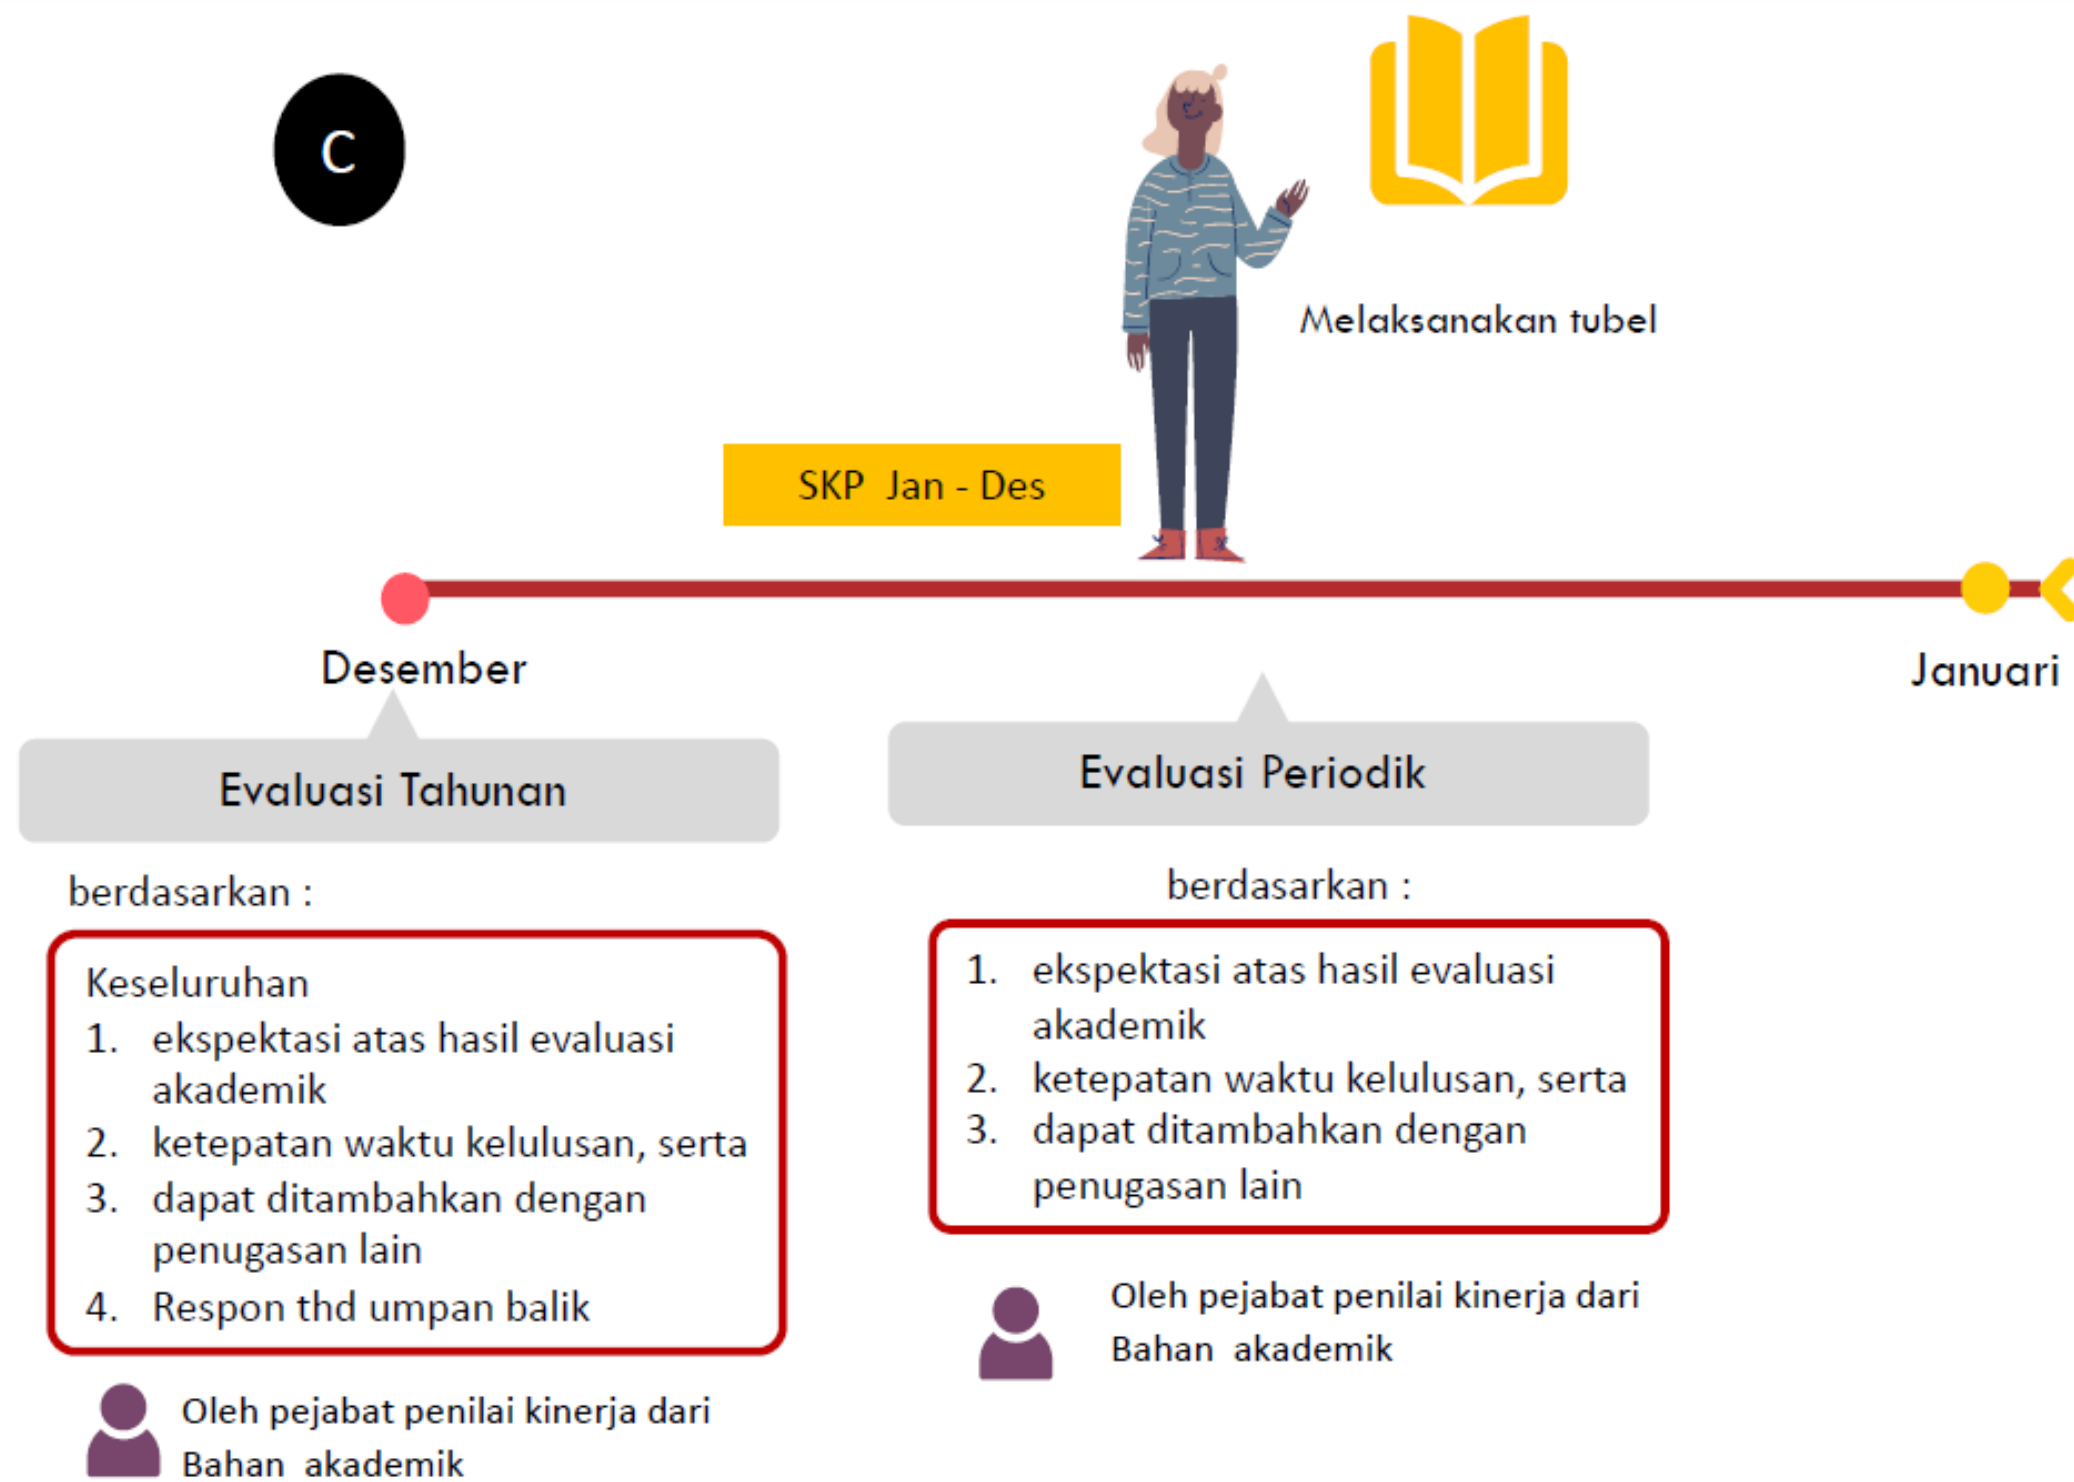 C
Melaksanakan tubel
SKP Jan - Des
Desember
Januari
Evaluasi Tahunan
berdasarkan :
Keseluruhan
1. ekspektasi atas hasil evaluasi
akademik
2. ketepatan waktu kelulusan, serta
3. dapat ditambahkan dengan
penugasan lain
4. Respon thd umpan balik
Oleh pejabat penilai kinerja dari
Bahan akademik
Evaluasi Periodik
berdasarkan :
1. ekspektasi atas hasil evaluasi
akademik
2. ketepatan waktu kelulusan, serta
3. dapat ditambahkan dengan
penugasan lain
Oleh pejabat penilai kinerja dari
Bahan akademik